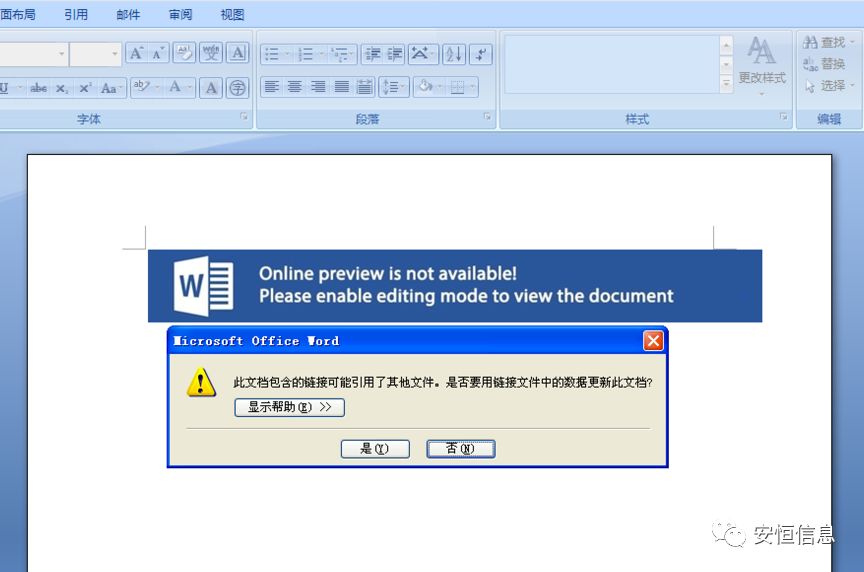 面布局 引用 邮件 审阅 视图
查找
替换
更改样式
选择
字体 段落 样式 编辑
W
Online preview is not available!
Please enable editing mode to view the document
Microsoft Office Word
此文档包含的链接可能引用了其他文件。是否要用链接文件中的数据更新此文档?
显示帮助(E) >>
是(Y) 否(N)
安恒信息